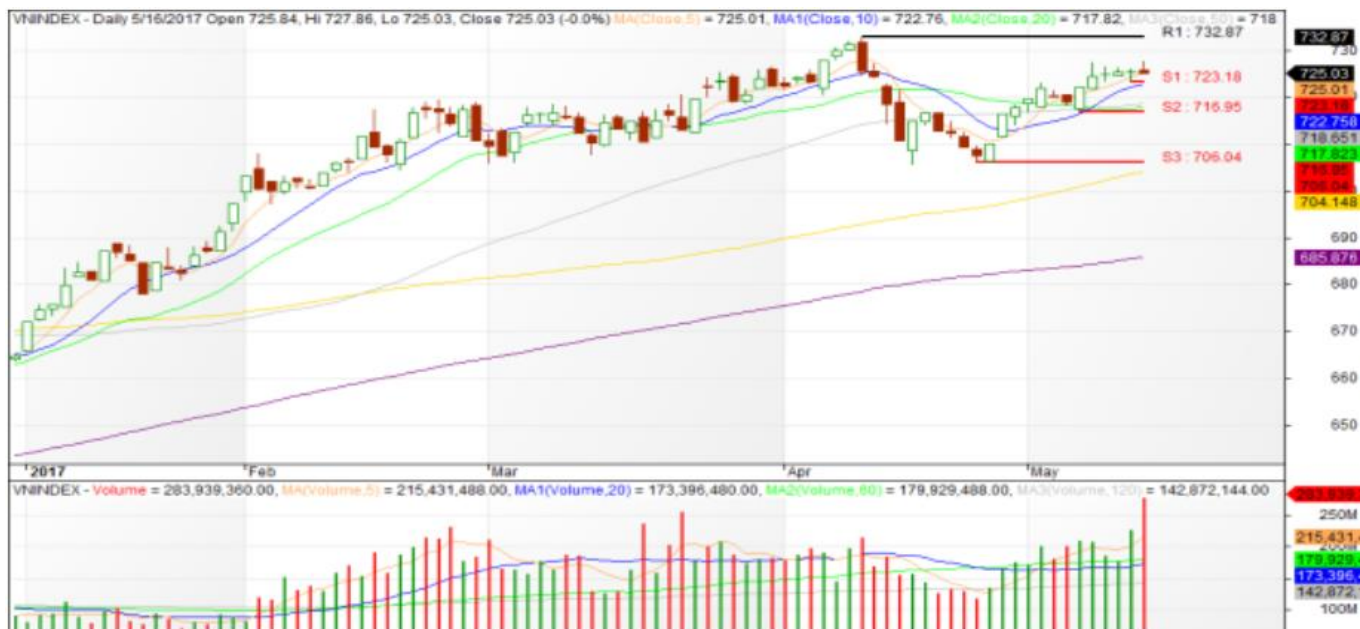 VNINDEX - Daily 5/16/2017 Open 725.84, Hi 727.86, Lo 725.03, Close 725.03 (-0.0%) MA(Close,5) = 725.01, MA1(Close,10) = 722.76, MA2(Close,20) = 717.82, MA3(Close,50) = 718
R1 : 732.87
732.87
730
725.03
S1 : 723.18
725.01
723.18
722.758
S2 : 716.95
718.651
717.823
716.95
S3 : 706.04
706.04
704.148
690
685.876
680
670
660
650
2017 Feb Mar Apr May
VNINDEX - Volume = 283,939,360.00, MA(Volume,5) = 215,431,488.00, MA1(Volume,20) = 173,396,480.00, MA2(Volume,60) = 179,929,488.00, MA3(Volume,120) = 142,872,144.00
250M
215,431,4
179,929,4
173,396,4
142,872,1
100M